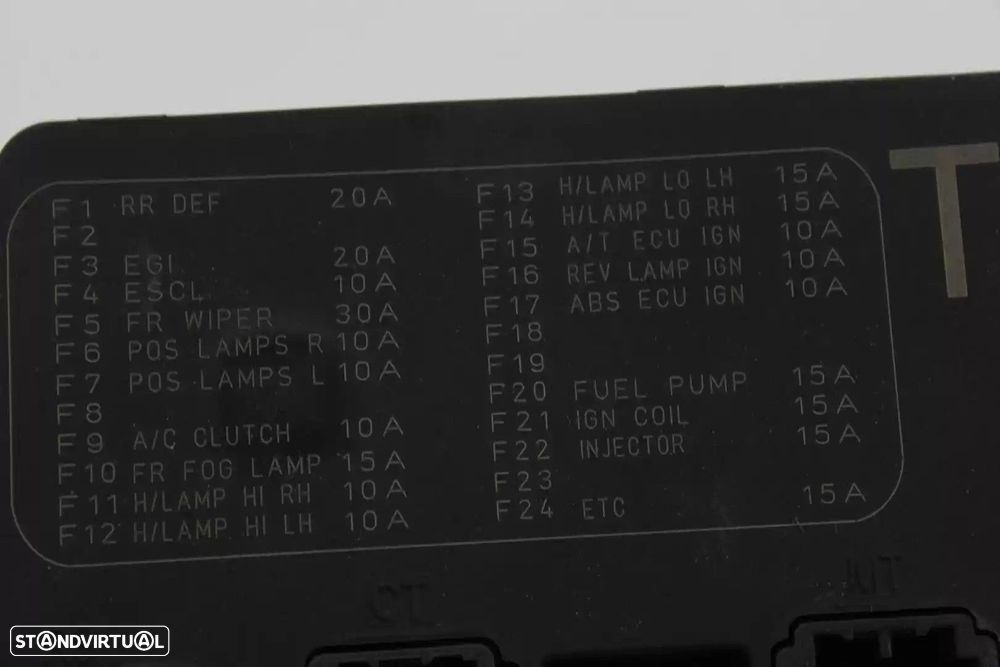 F1 RR DEF 20A
F2
F3 EGI 20A
F4 ESCL 10A
F5 FR WIPER 30A
F6 POS LAMPS R 10A
F7 POS LAMPS L 10A
F8
F9 A/C CLUTCH 10A
F10 FR FOG LAMP 15A
F11 H/LAMP HI RH 10A
F12 H/LAMP HI LH 10A
F13 H/LAMP LO LH 15A
F14 H/LAMP LO RH 15A
F15 A/T ECU IGN 10A
F16 REV LAMP IGN 10A
F17 ABS ECU IGN 10A
F18
F19
F20 FUEL PUMP 15A
F21 IGN COIL 15A
F22 INJECTOR 15A
F23
F24 ETC 15A
T
CT
STANDVIRTUAL